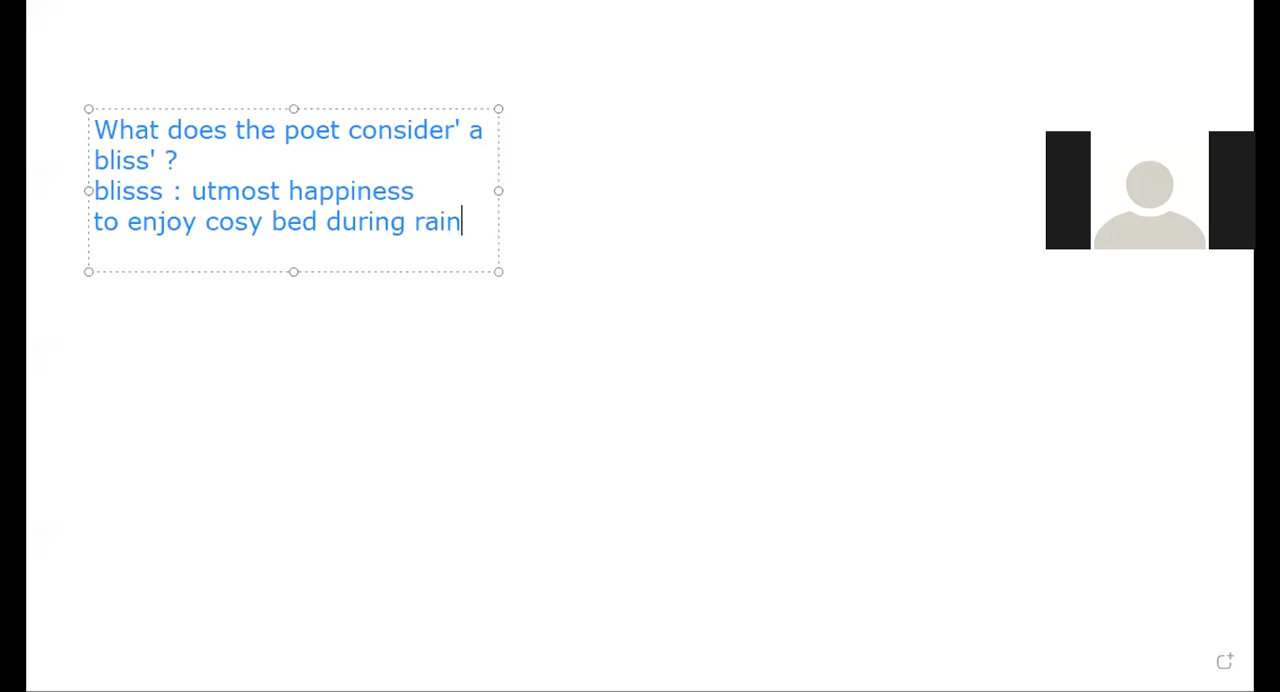 What does the poet consider' a
bliss' ?
blisss : utmost happiness
to enjoy cosy bed during rain